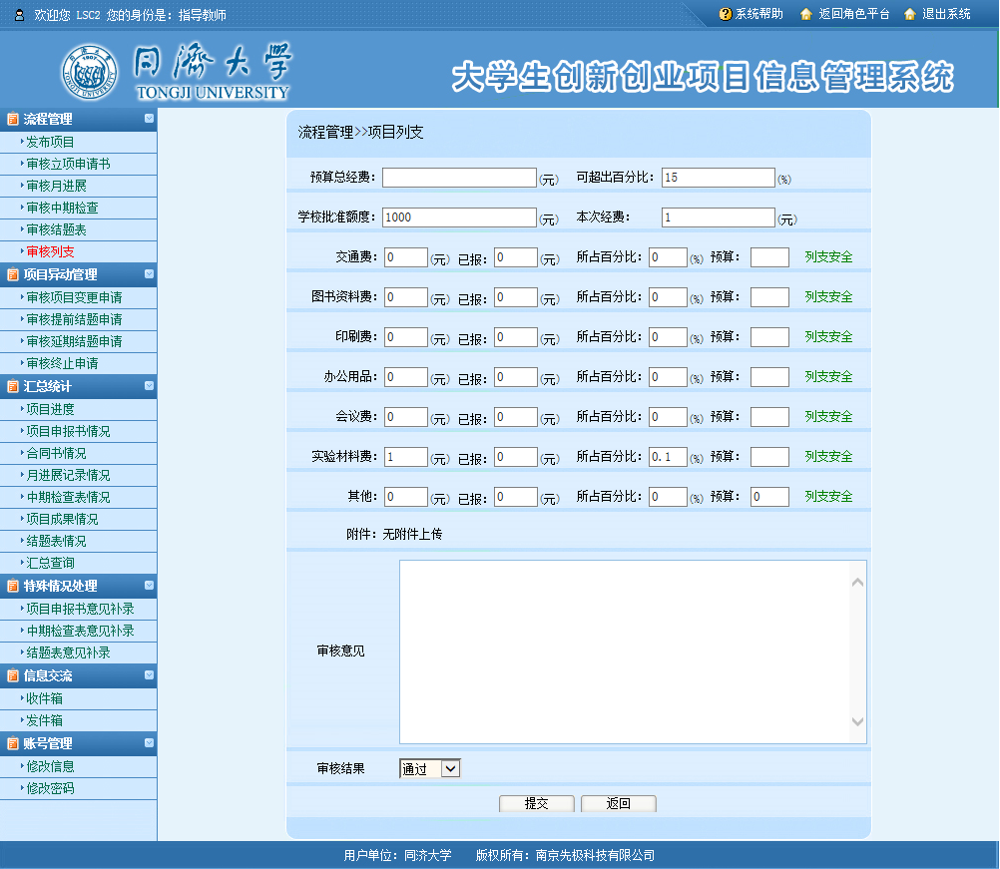 欢迎您 LSC2 您的身份是：指导教师
系统帮助 返回角色平台 退出系统
同濟大学
TONGJI UNIVERSITY
大学生创新创业项目信息管理系统
流程管理
发布项目
审核立项申请书
审核月进展
审核中期检查
审核结题表
审核列支
项目异动管理
审核项目变更申请
审核提前结题申请
审核延期结题申请
审核终止申请
汇总统计
项目进度
项目申报书情况
合同书情况
月进展记录情况
中期检查表情况
项目成果情况
结题表情况
汇总查询
特殊情况处理
项目申报书意见补录
中期检查表意见补录
结题表意见补录
信息交流
收件箱
发件箱
账号管理
修改信息
修改密码
流程管理>>项目列支
预算总经费： (元) 可超出百分比： 15 (%)
学校批准额度： 1000 (元) 本次经费： 1 (元)
交通费： 0 (元) 已报： 0 (元) 所占百分比： 0 (%) 预算： 列支安全
图书资料费： 0 (元) 已报： 0 (元) 所占百分比： 0 (%) 预算： 列支安全
印刷费： 0 (元) 已报： 0 (元) 所占百分比： 0 (%) 预算： 列支安全
办公用品： 0 (元) 已报： 0 (元) 所占百分比： 0 (%) 预算： 列支安全
会议费： 0 (元) 已报： 0 (元) 所占百分比： 0 (%) 预算： 列支安全
实验材料费： 1 (元) 已报： 0 (元) 所占百分比： 0.1 (%) 预算： 列支安全
其他： 0 (元) 已报： 0 (元) 所占百分比： 0 (%) 预算： 0 列支安全
附件：无附件上传
审核意见
审核结果 通过
提交 返回
用户单位：同济大学 版权所有：南京先极科技有限公司